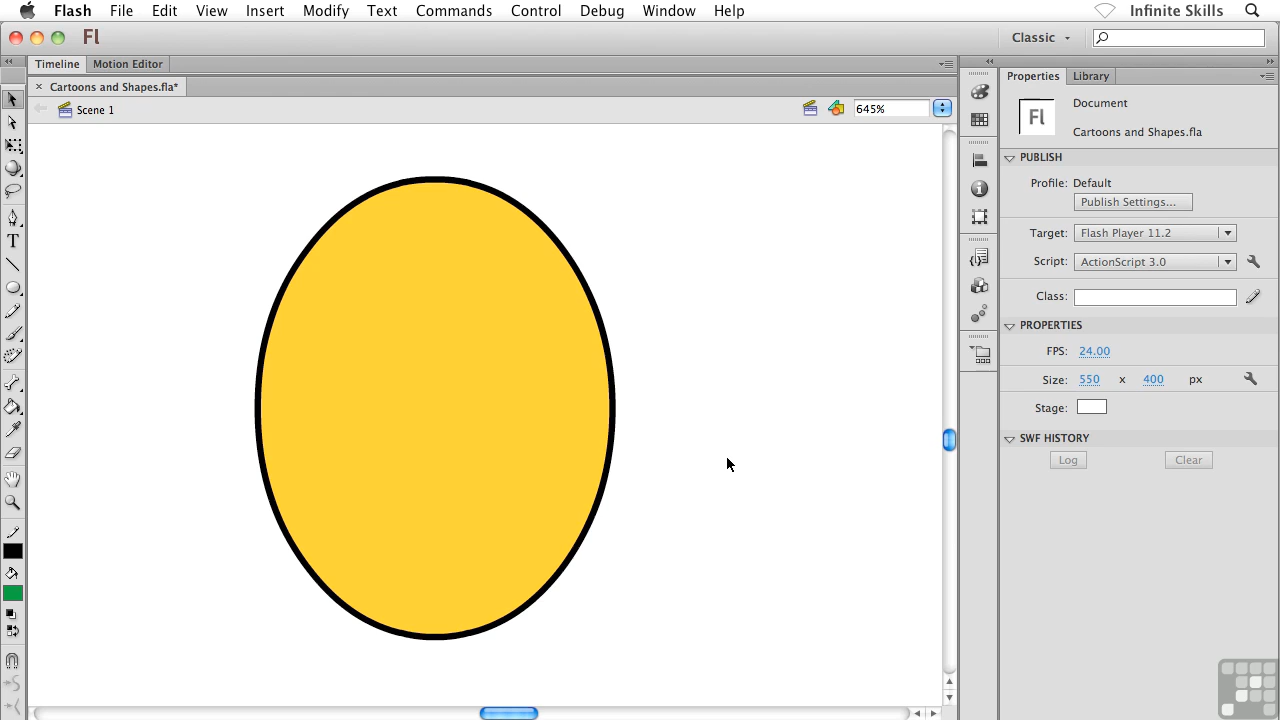 Flash File Edit View Insert Modify Text Commands Control Debug Window Help Infinite Skills
Fl Classic
Timeline Motion Editor
Cartoons and Shapes.fla*
Scene 1 645%
T
Properties Library
Fl Document
Cartoons and Shapes.fla
PUBLISH
Profile: Default
Publish Settings...
Target: Flash Player 11.2
Script: ActionScript 3.0
Class:
PROPERTIES
FPS: 24.00
Size: 550 x 400 px
Stage:
SWF HISTORY
Log Clear